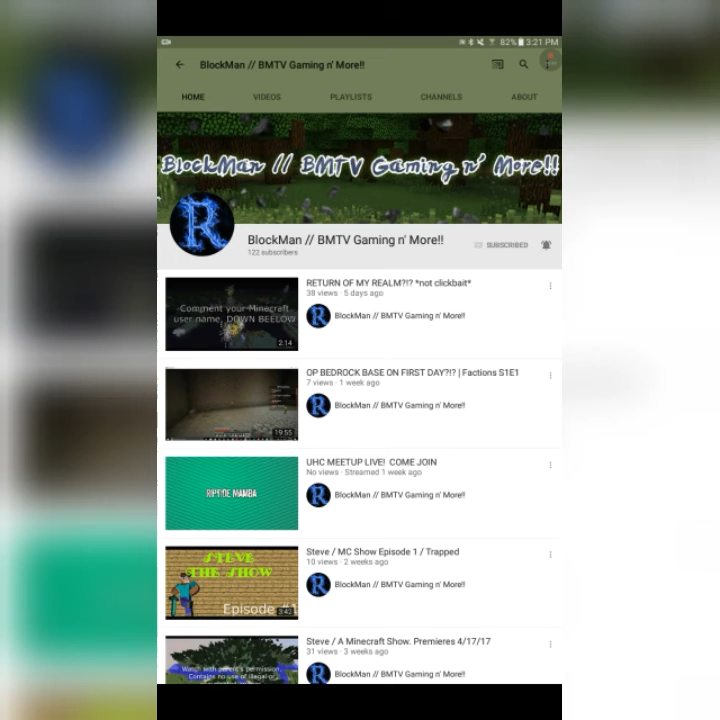 82% 3:21 PM
BlockMan // BMTV Gaming n' More!!
HOME VIDEOS PLAYLISTS CHANNELS ABOUT
BlockMan // BMTV Gaming n' More!!
R
BlockMan // BMTV Gaming n' More!!
SUBSCRIBED
122 subscribers
Comment your Minecraft
user name, DOWN BEELOW
2:14
RETURN OF MY REALM?!? *not clickbait*
38 views · 5 days ago
BlockMan // BMTV Gaming n' More!!
19:55
OP BEDROCK BASE ON FIRST DAY?!? | Factions S1E1
7 views · 1 week ago
BlockMan // BMTV Gaming n' More!!
RIPTIDE MAMBA
UHC MEETUP LIVE! COME JOIN
No views · Streamed 1 week ago
BlockMan // BMTV Gaming n' More!!
STEVE
THE SHOW
Episode #1
3:42
Steve / MC Show Episode 1 / Trapped
10 views · 2 weeks ago
BlockMan // BMTV Gaming n' More!!
Watch with parent's permission.
Contains no use of illegal or
Steve / A Minecraft Show. Premieres 4/17/17
31 views · 3 weeks ago
BlockMan // BMTV Gaming n' More!!